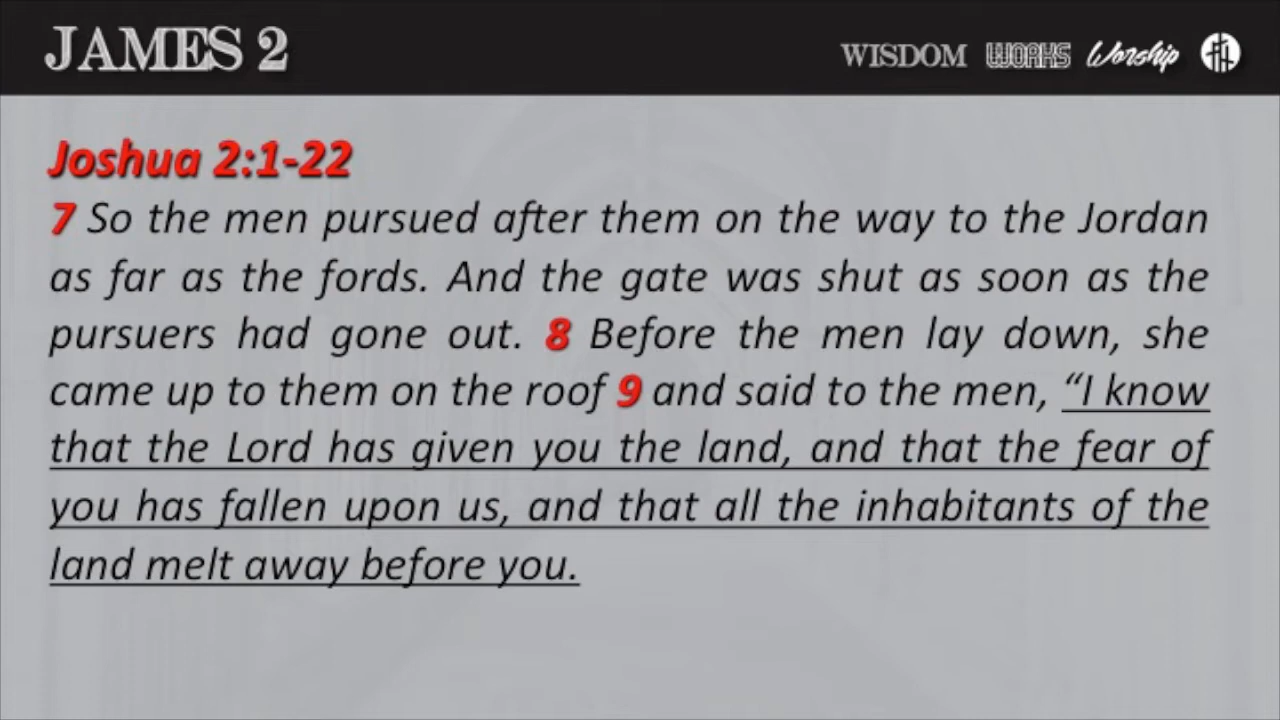 JAMES 2
WISDOM WORKS Worship
Joshua 2:1-22
7 So the men pursued after them on the way to the Jordan
as far as the fords. And the gate was shut as soon as the
pursuers had gone out. 8 Before the men lay down, she
came up to them on the roof 9 and said to the men, “I know
that the Lord has given you the land, and that the fear of
you has fallen upon us, and that all the inhabitants of the
land melt away before you.